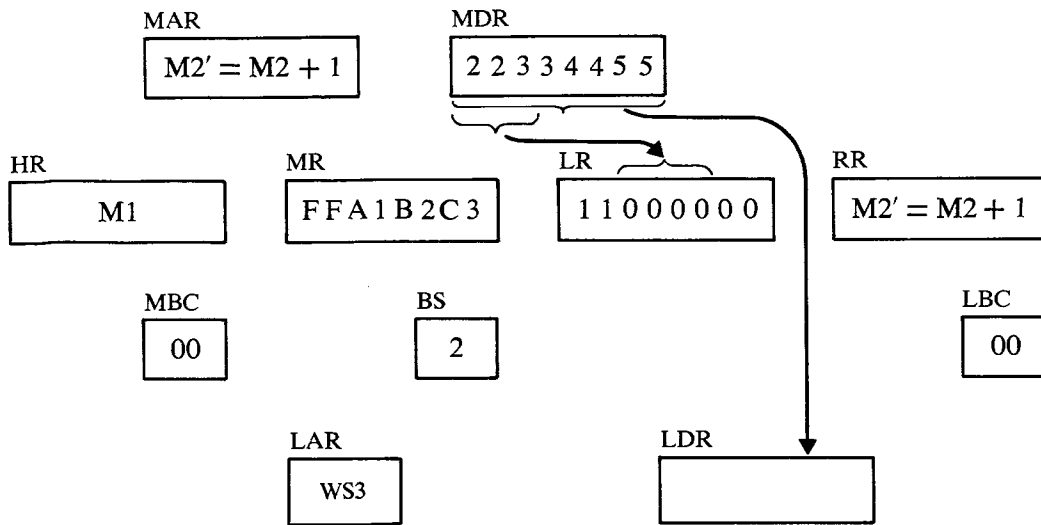 MAR MDR
M2' = M2 + 1 2 2 3 3 4 4 5 5
HR MR LR RR
M1 F F A 1 B 2 C 3 1 1 0 0 0 0 0 0 M2' = M2 + 1
MBC BS LBC
00 2 00
LAR LDR
WS3